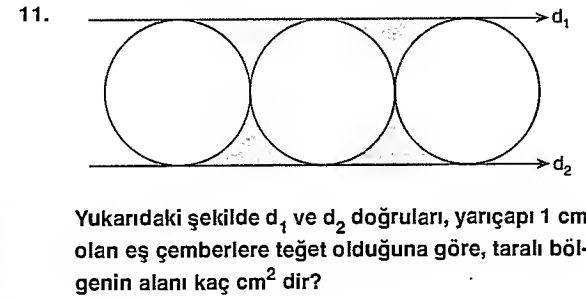 11.
d₁
d₂
Yukarıdaki şekilde d₁ ve d₂ doğruları, yarıçapı 1 cm
olan eş çemberlere teğet olduğuna göre, taralı böl-
genin alanı kaç cm² dir?